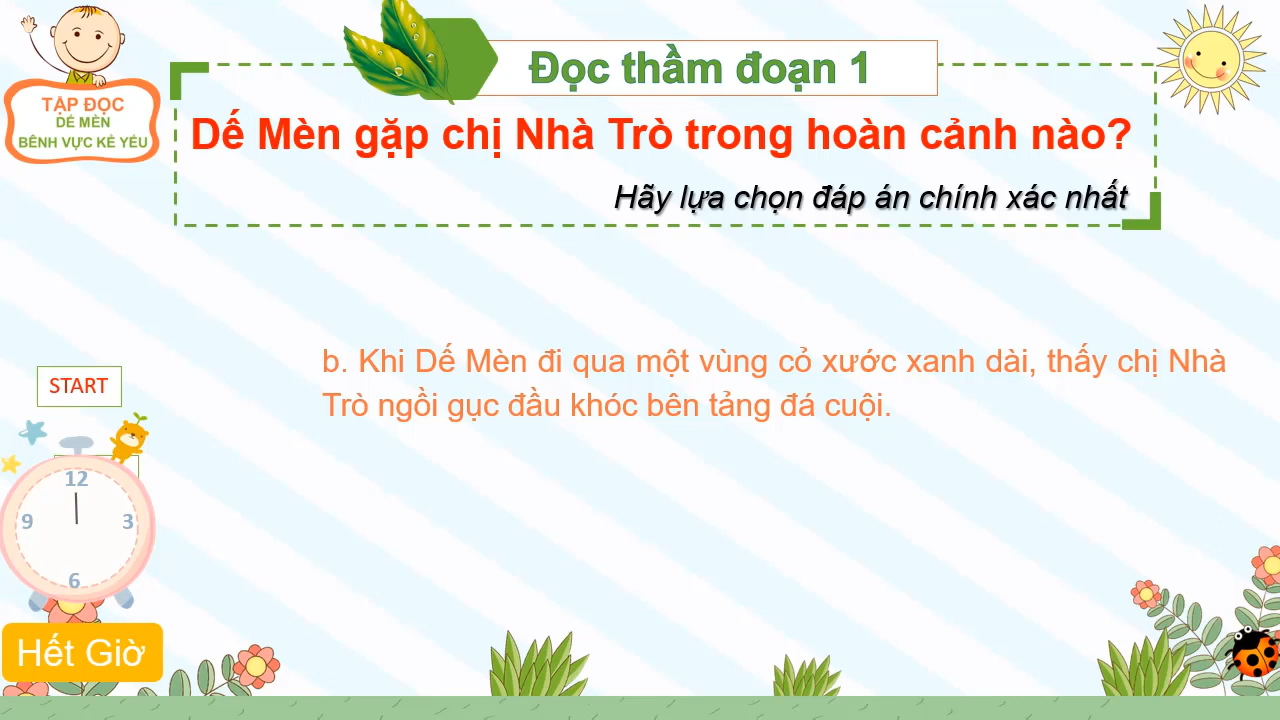 TẬP ĐỌC
DẾ MÈN
BÊNH VỰC KẺ YẾU
Đọc thầm đoạn 1
Dế Mèn gặp chị Nhà Trò trong hoàn cảnh nào?
Hãy lựa chọn đáp án chính xác nhất
b. Khi Dế Mèn đi qua một vùng cỏ xước xanh dài, thấy chị Nhà
Trò ngồi gục đầu khóc bên tảng đá cuội.
START
12
9
3
6
Hết Giờ